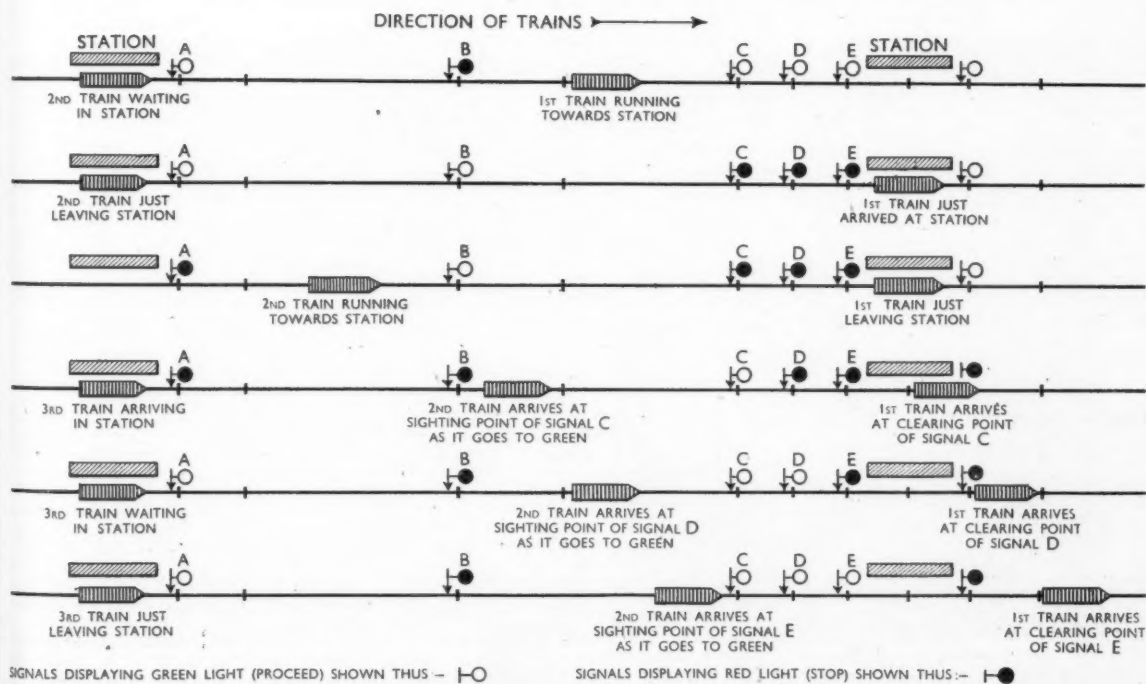 DIRECTION OF TRAINS
STATION
A
B
C
D
E
STATION
2ND TRAIN WAITING
IN STATION
1ST TRAIN RUNNING
TOWARDS STATION
A
B
C
D
E
2ND TRAIN JUST
LEAVING STATION
1ST TRAIN JUST
ARRIVED AT STATION
A
B
C
D
E
2ND TRAIN RUNNING
TOWARDS STATION
1ST TRAIN JUST
LEAVING STATION
A
B
C
D
E
3RD TRAIN ARRIVING
IN STATION
2ND TRAIN ARRIVES AT
SIGHTING POINT OF SIGNAL C
AS IT GOES TO GREEN
1ST TRAIN ARRIVES
AT CLEARING POINT
OF SIGNAL C
A
B
C
D
E
3RD TRAIN WAITING
IN STATION
2ND TRAIN ARRIVES AT
SIGHTING POINT OF SIGNAL D
AS IT GOES TO GREEN
1ST TRAIN ARRIVES
AT CLEARING POINT
OF SIGNAL D
A
B
C
D
E
3RD TRAIN JUST
LEAVING STATION
2ND TRAIN ARRIVES AT
SIGHTING POINT OF SIGNAL E
AS IT GOES TO GREEN
1ST TRAIN ARRIVES
AT CLEARING POINT
OF SIGNAL E
SIGNALS DISPLAYING GREEN LIGHT (PROCEED) SHOWN THUS :–
SIGNALS DISPLAYING RED LIGHT (STOP) SHOWN THUS :–